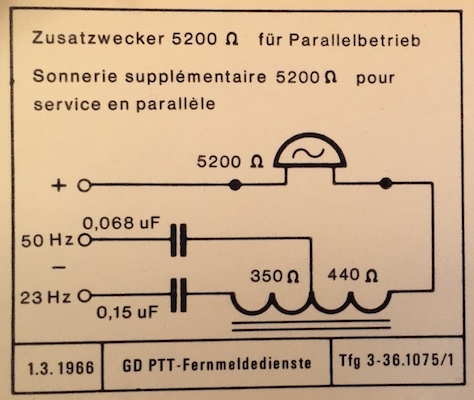 Zusatzwecker 5200 Ω für Parallelbetrieb
Sonnerie supplémentaire 5200 Ω pour
service en parallèle
5200 Ω
+
0,068 uF
50 Hz
–
350 Ω 440 Ω
23 Hz
0,15 uF
1.3. 1966 GD PTT-Fernmeldedienste Tfg 3-36.1075/1